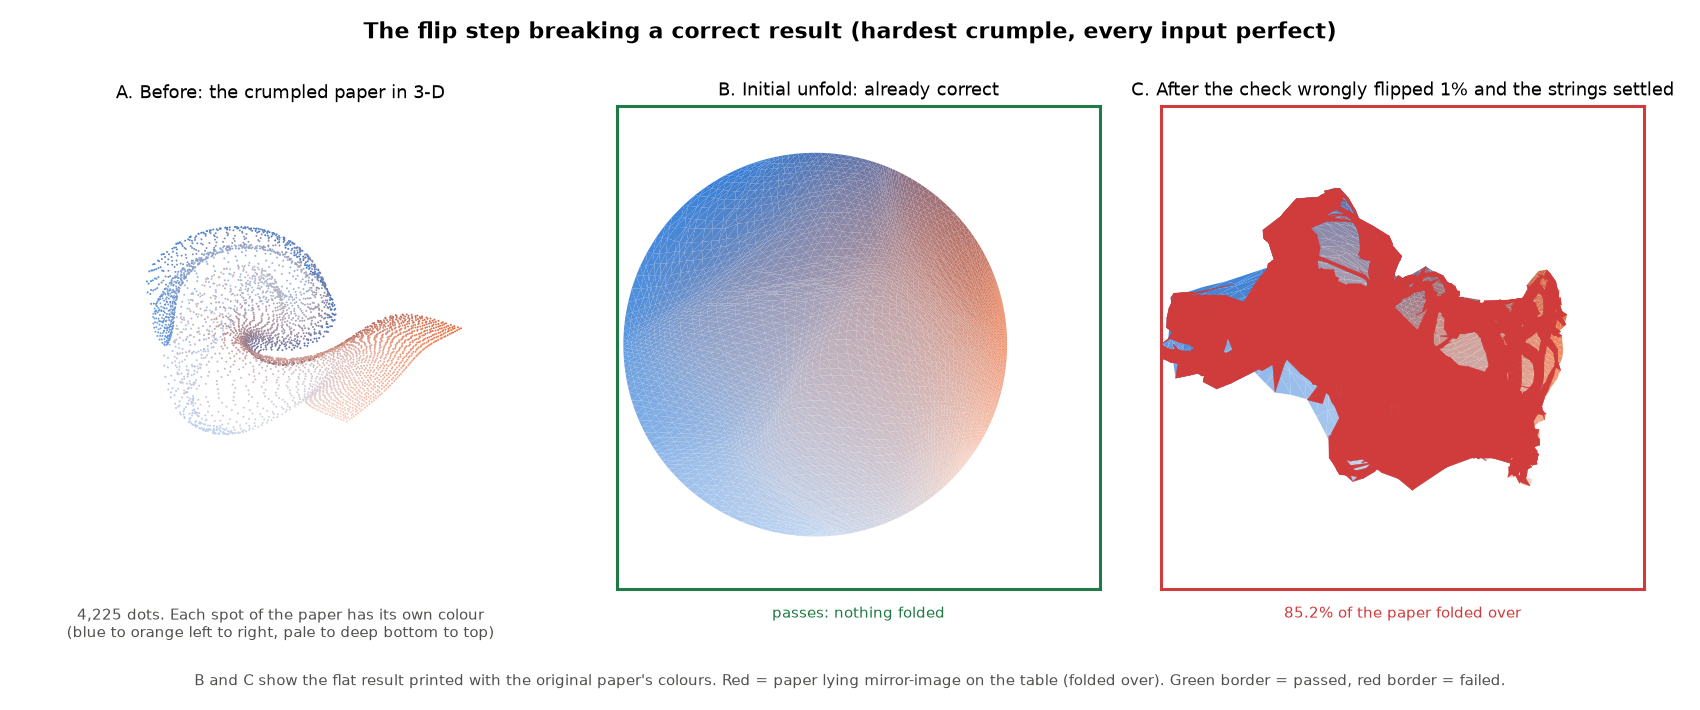 The flip step breaking a correct result (hardest crumple, every input perfect)
A. Before: the crumpled paper in 3-D
B. Initial unfold: already correct
C. After the check wrongly flipped 1% and the strings settled
4,225 dots. Each spot of the paper has its own colour
(blue to orange left to right, pale to deep bottom to top)
passes: nothing folded
85.2% of the paper folded over
B and C show the flat result printed with the original paper's colours. Red = paper lying mirror-image on the table (folded over). Green border = passed, red border = failed.